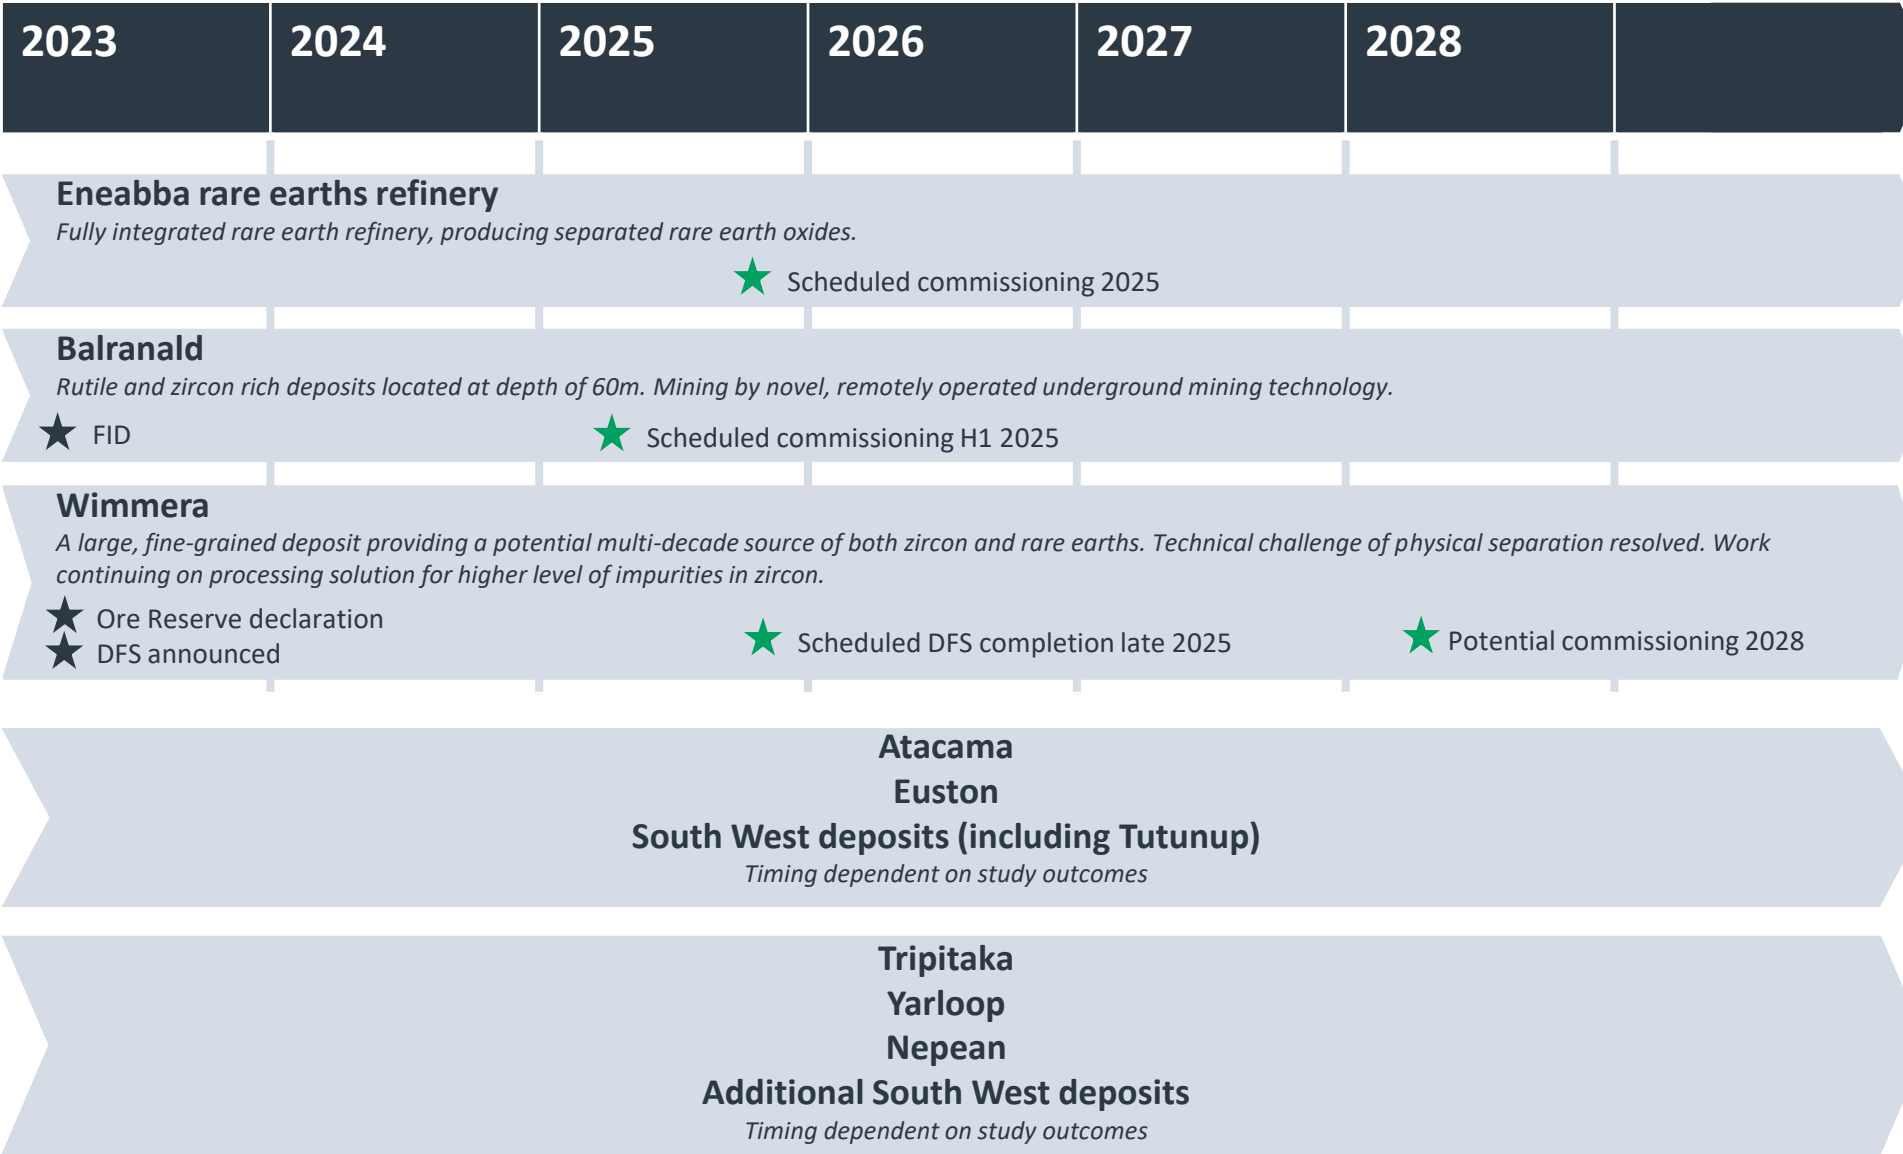 2023 2024 2025 2026 2027 2028
Eneabba rare earths refinery
Fully integrated rare earth refinery, producing separated rare earth oxides.
Scheduled commissioning 2025
Balranald
Rutile and zircon rich deposits located at depth of 60m. Mining by novel, remotely operated underground mining technology.
FID
Scheduled commissioning H1 2025
Wimmera
A large, fine-grained deposit providing a potential multi-decade source of both zircon and rare earths. Technical challenge of physical separation resolved. Work
continuing on processing solution for higher level of impurities in zircon.
Ore Reserve declaration
DFS announced
Scheduled DFS completion late 2025
Potential commissioning 2028
Atacama
Euston
South West deposits (including Tutunup)
Timing dependent on study outcomes
Tripitaka
Yarloop
Nepean
Additional South West deposits
Timing dependent on study outcomes